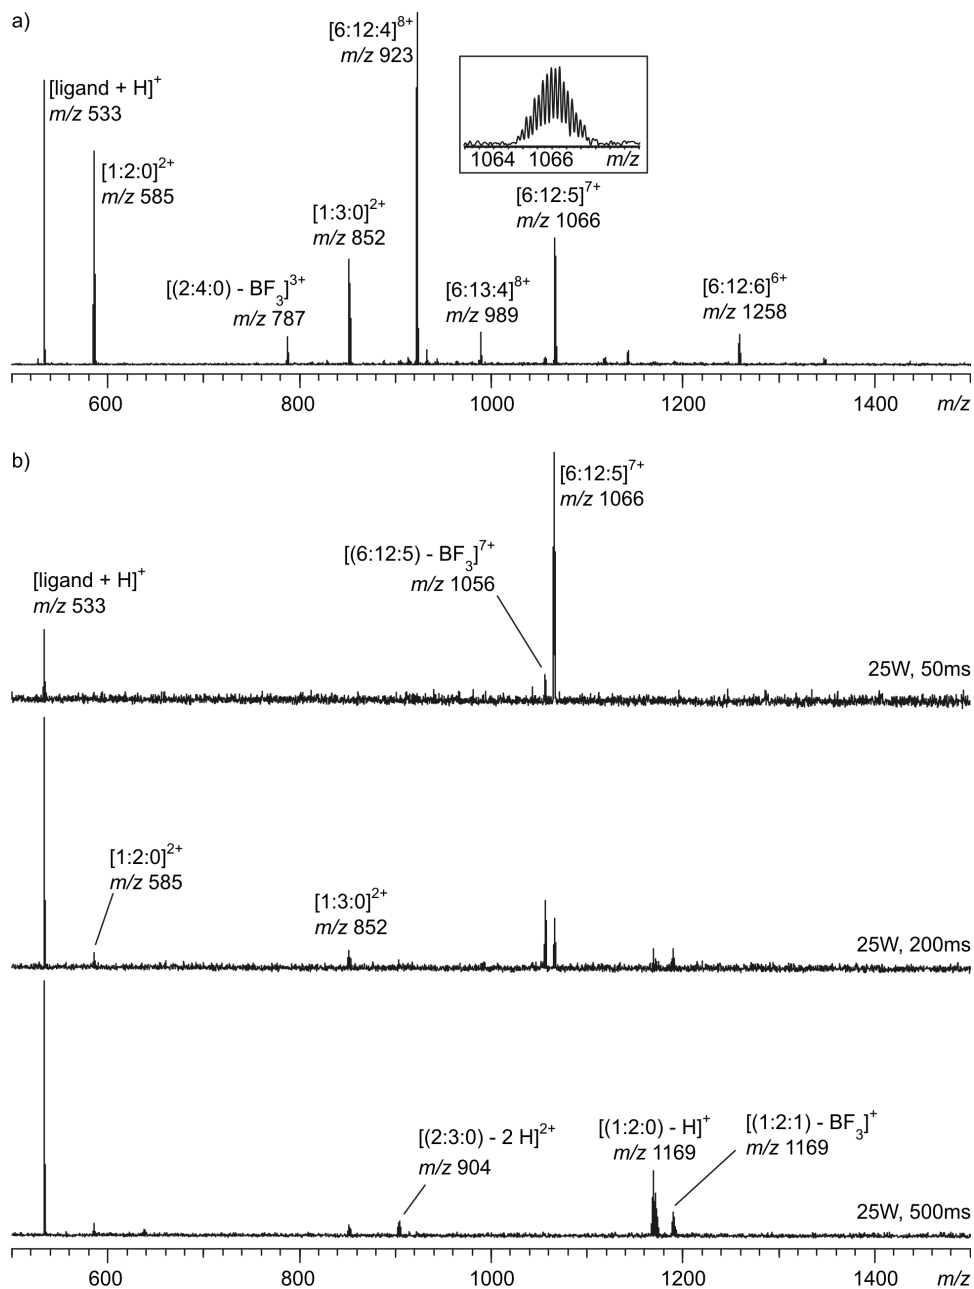 a)
[6:12:4]8+
m/z 923
[ligand + H]+
m/z 533
1064 1066 m/z
[1:2:0]2+
m/z 585
[6:12:5]7+
m/z 1066
[1:3:0]2+
m/z 852
[(2:4:0) - BF3]3+
m/z 787
[6:13:4]8+
m/z 989
[6:12:6]6+
m/z 1258
600 800 1000 1200 1400 m/z
b)
[6:12:5]7+
m/z 1066
[(6:12:5) - BF3]7+
m/z 1056
[ligand + H]+
m/z 533
25W, 50ms
[1:2:0]2+
m/z 585
[1:3:0]2+
m/z 852
25W, 200ms
[(2:3:0) - 2 H]2+
m/z 904
[(1:2:0) - H]+
m/z 1169
[(1:2:1) - BF3]+
m/z 1169
25W, 500ms
600 800 1000 1200 1400 m/z